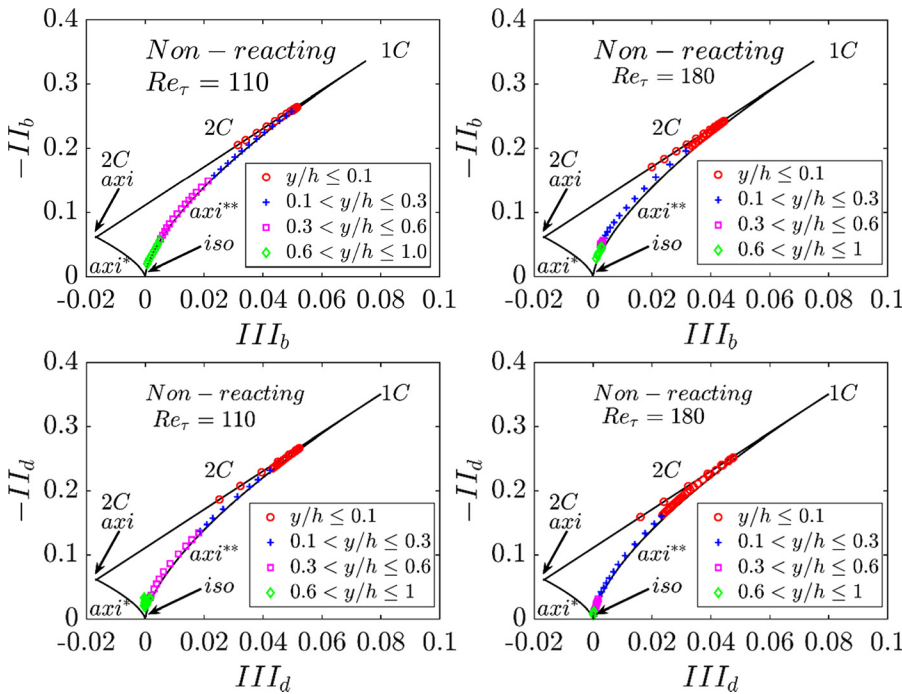 0.4
0.3
0.2
0.1
0
-0.02 0 0.02 0.04 0.06 0.08 0.1
−II_b
III_b
Non − reacting
Re_τ = 110
1C
2C
2C
axi
axi**
iso
axi*
y/h ≤ 0.1
0.1 < y/h ≤ 0.3
0.3 < y/h ≤ 0.6
0.6 < y/h ≤ 1.0
0.4
0.3
0.2
0.1
0
-0.02 0 0.02 0.04 0.06 0.08 0.1
−II_b
III_b
Non − reacting
Re_τ = 180
1C
2C
2C
axi
axi**
iso
axi*
y/h ≤ 0.1
0.1 < y/h ≤ 0.3
0.3 < y/h ≤ 0.6
0.6 < y/h ≤ 1
0.4
0.3
0.2
0.1
0
-0.02 0 0.02 0.04 0.06 0.08 0.1
−II_d
III_d
Non − reacting
Re_τ = 110
1C
2C
2C
axi
axi**
iso
axi*
y/h ≤ 0.1
0.1 < y/h ≤ 0.3
0.3 < y/h ≤ 0.6
0.6 < y/h ≤ 1
0.4
0.3
0.2
0.1
0
-0.02 0 0.02 0.04 0.06 0.08 0.1
−II_d
III_d
Non − reacting
Re_τ = 180
1C
2C
2C
axi
axi**
iso
axi*
y/h ≤ 0.1
0.1 < y/h ≤ 0.3
0.3 < y/h ≤ 0.6
0.6 < y/h ≤ 1